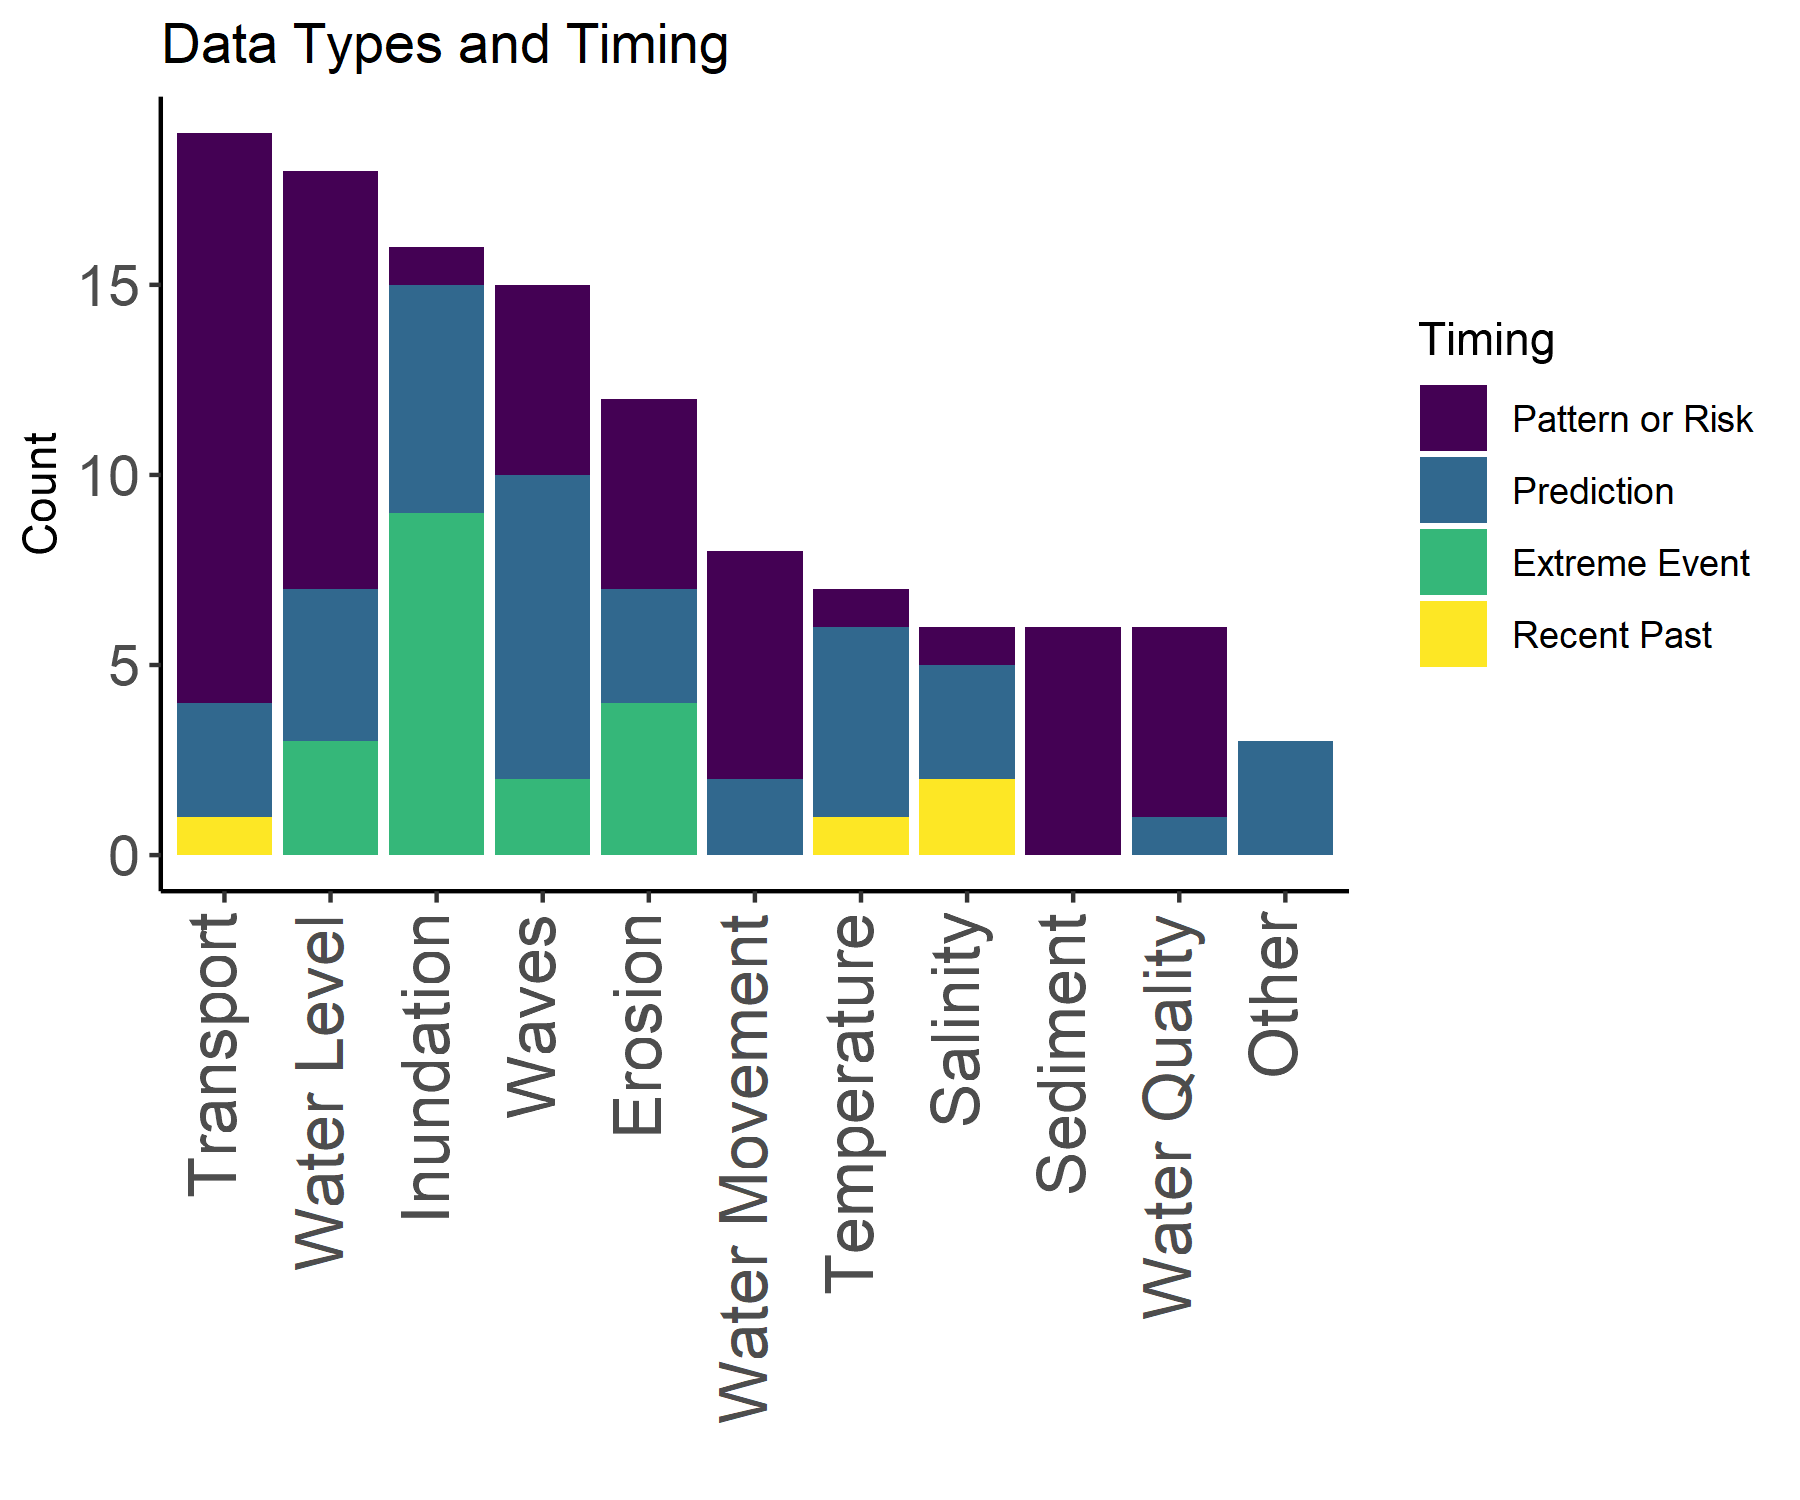 Data Types and Timing
Count
15
10
5
0
Transport
Water Level
Inundation
Waves
Erosion
Water Movement
Temperature
Salinity
Sediment
Water Quality
Other
Timing
Pattern or Risk
Prediction
Extreme Event
Recent Past